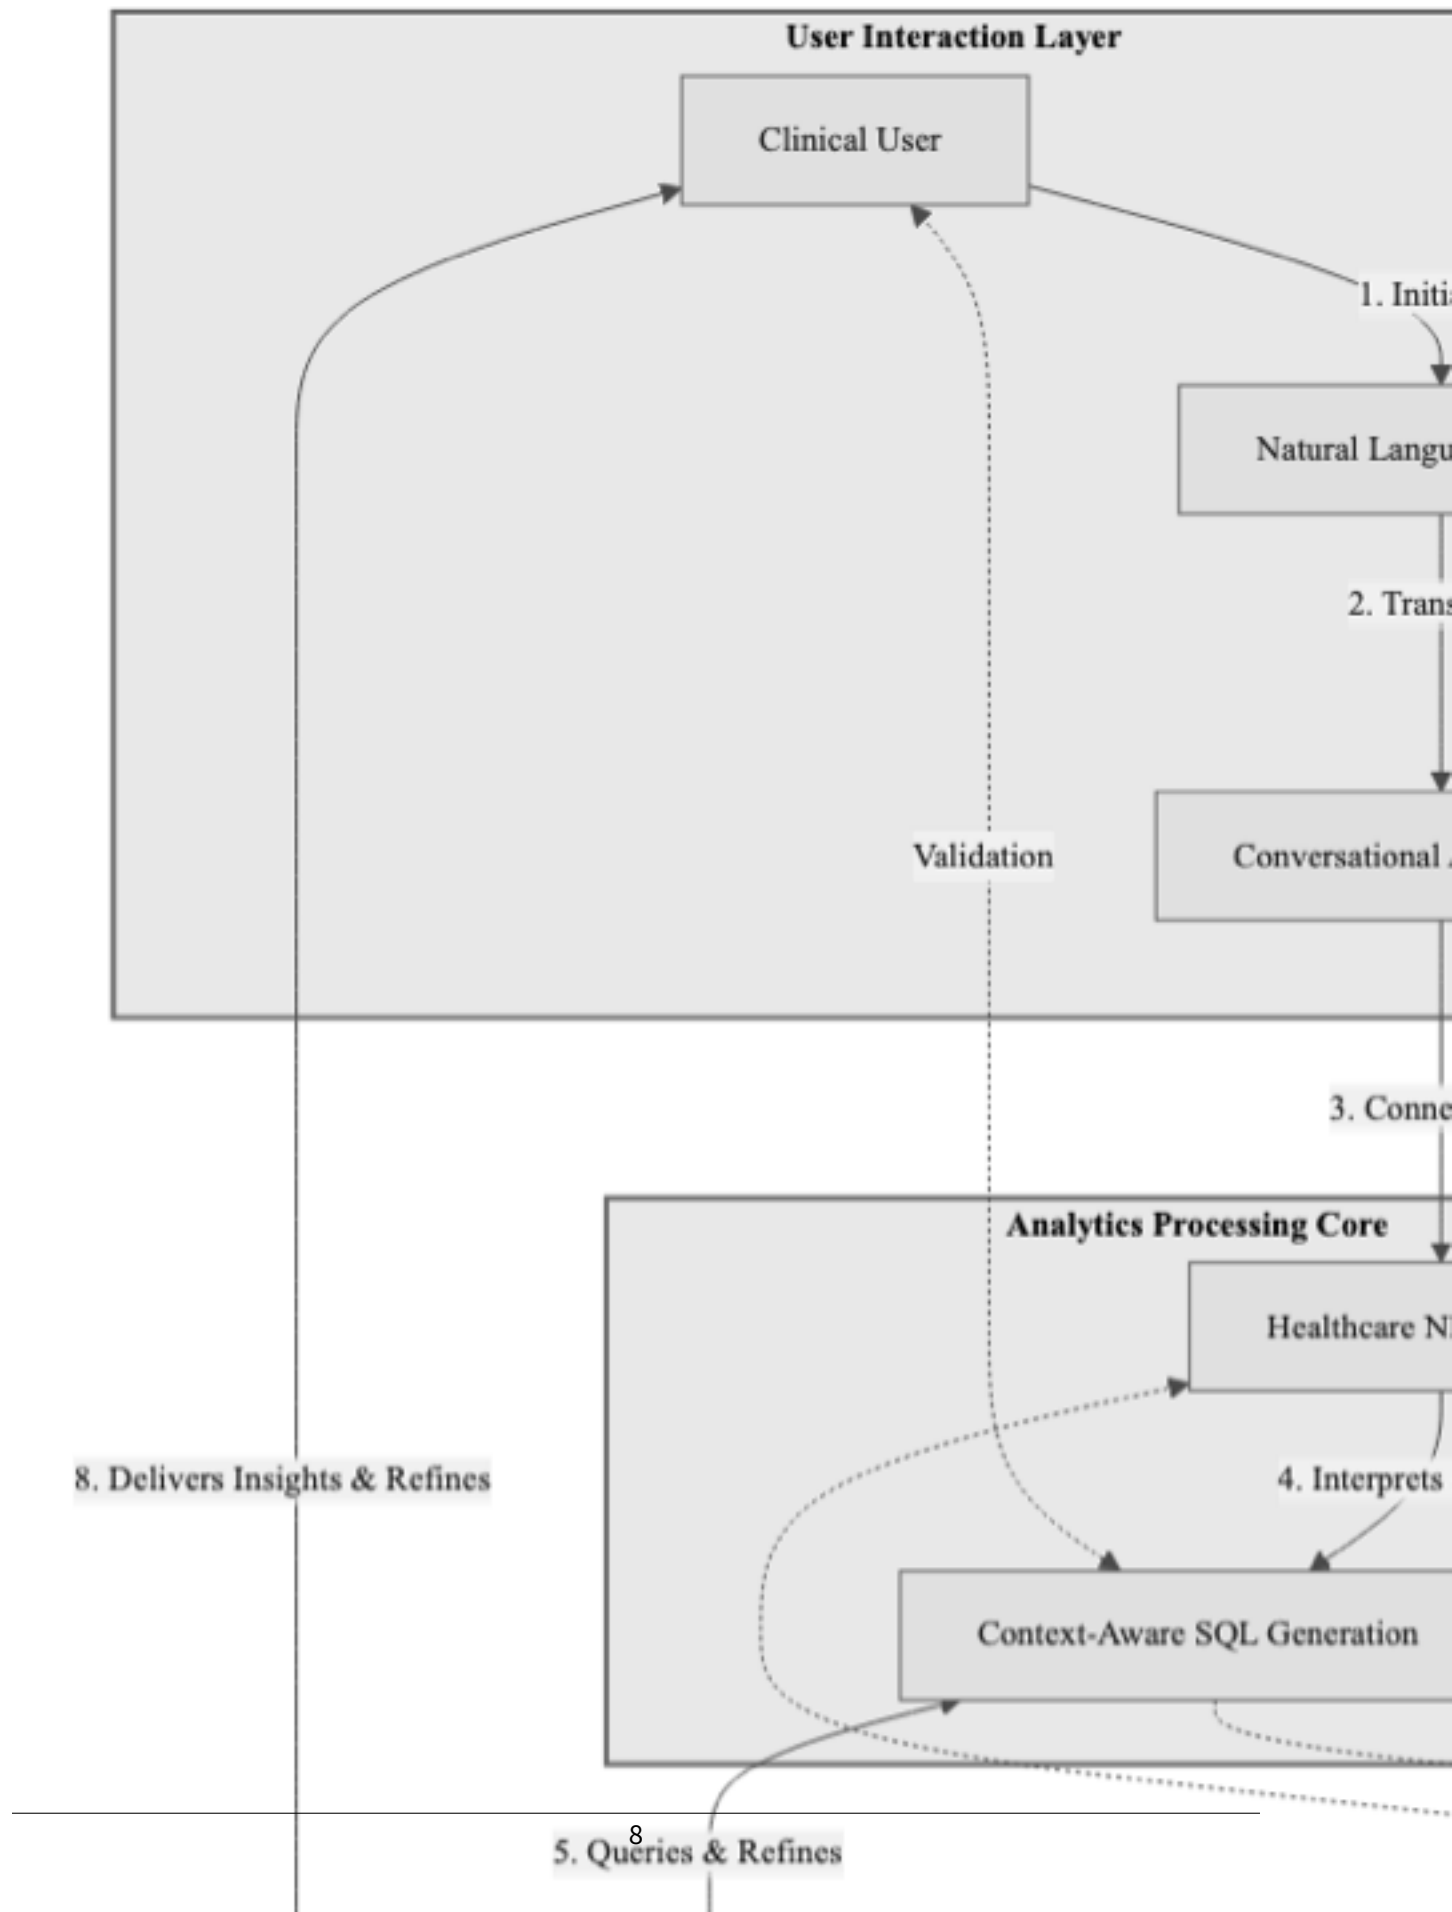 User Interaction Layer
Clinical User
1. Initi
Natural Langu
2. Trans
Validation
Conversational
3. Conne
Analytics Processing Core
Healthcare N
8. Delivers Insights & Refines
4. Interprets
Context-Aware SQL Generation
8
5. Queries & Refines